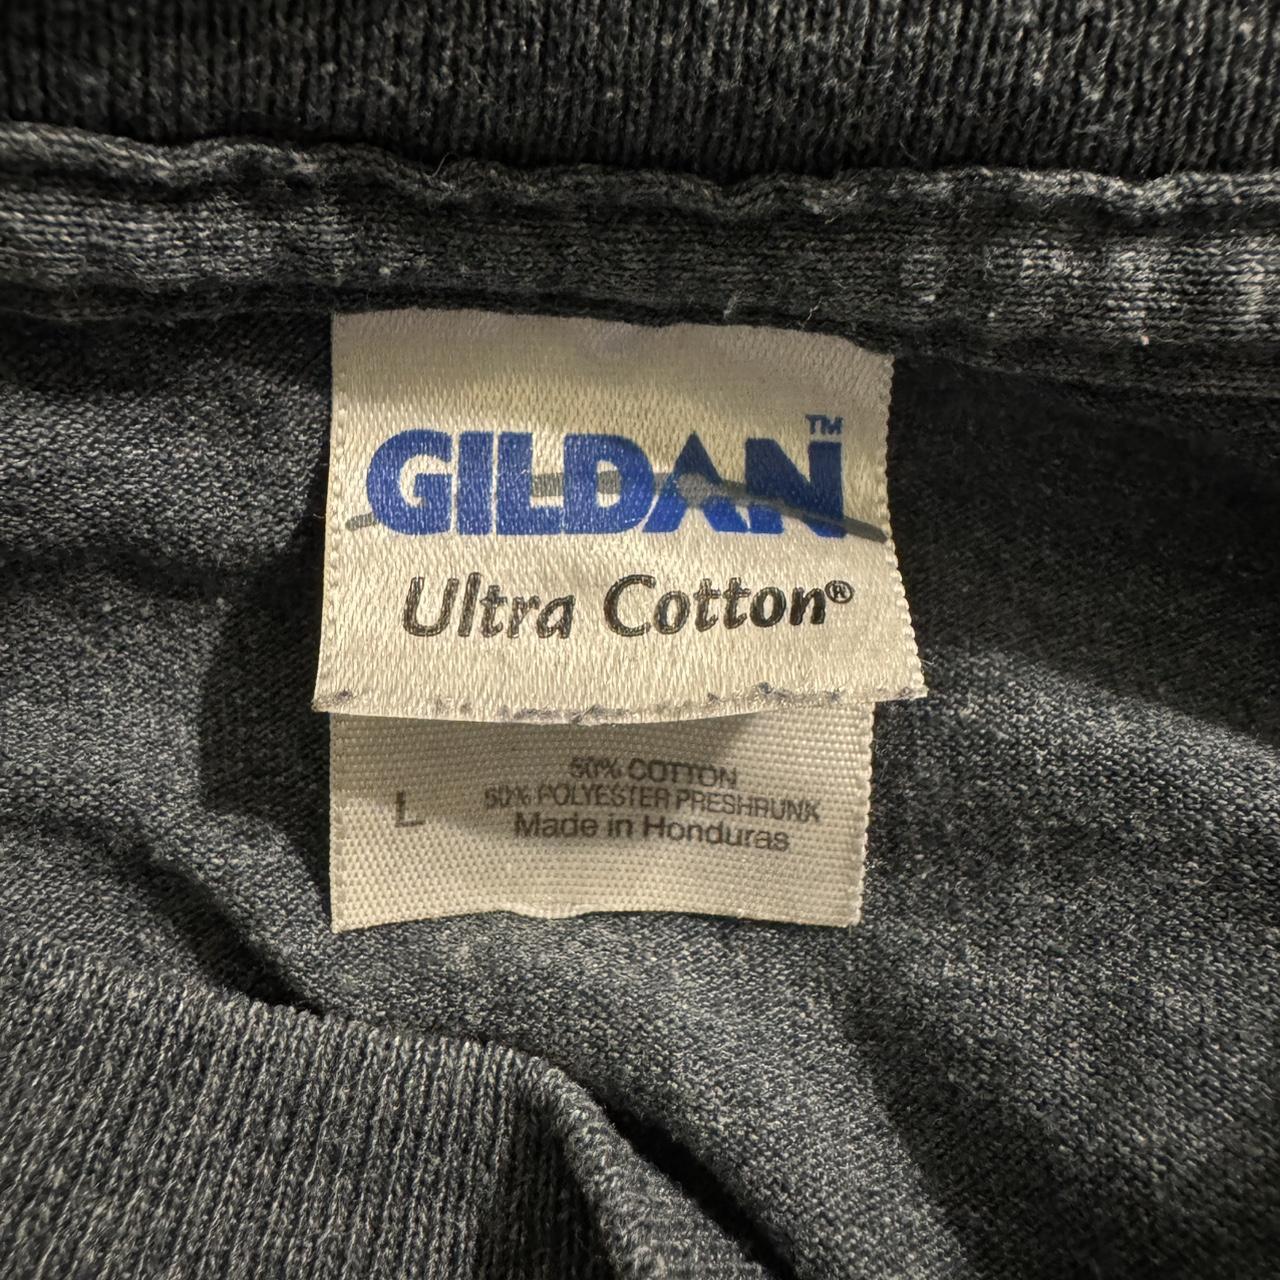 GILDAN™
Ultra Cotton®
50% COTTON
L 50% POLYESTER PRESHRUNK
Made in Honduras